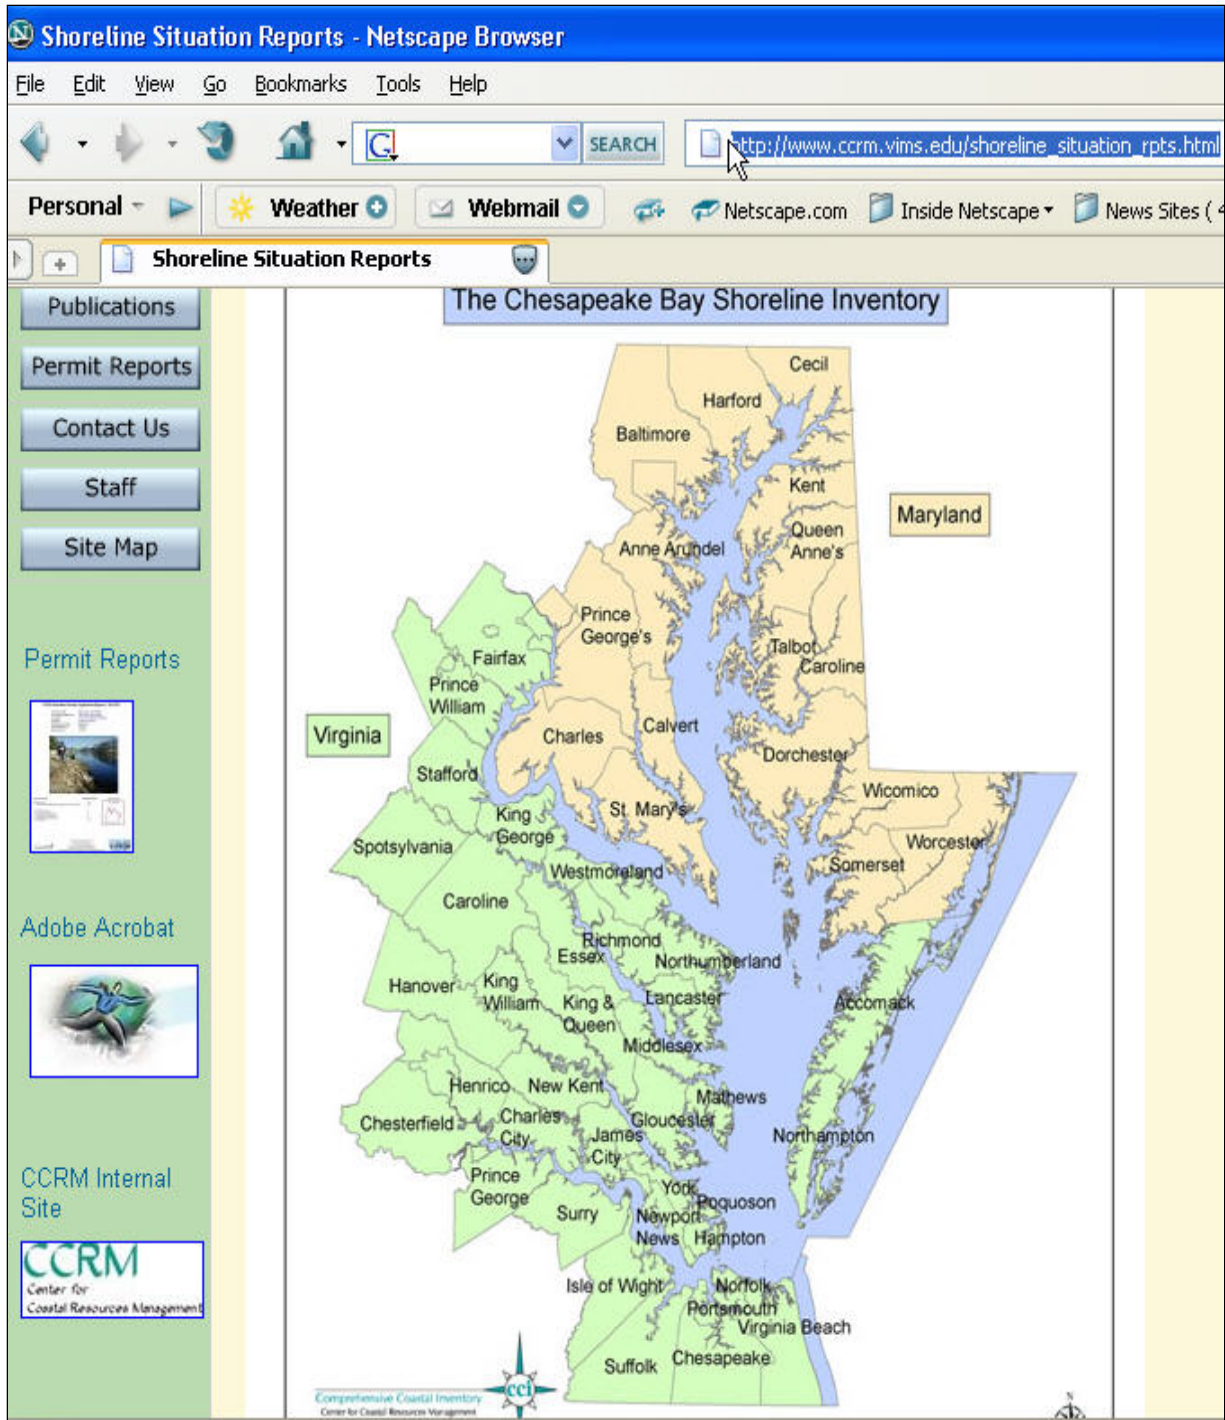 Shoreline Situation Reports - Netscape Browser
File Edit View Go Bookmarks Tools Help
SEARCH
http://www.ccrm.vims.edu/shoreline_situation_rpts.html
Personal
Weather
Webmail
Netscape.com
Inside Netscape
News Sites (
Shoreline Situation Reports
Publications
Permit Reports
Contact Us
Staff
Site Map
Permit Reports
Adobe Acrobat
CCRM Internal
Site
CCRM
Center for
Coastal Resources Management
The Chesapeake Bay Shoreline Inventory
Cecil
Harford
Baltimore
Kent
Maryland
Queen
Anne's
Anne Arundel
Prince
George's
Fairfax
Talbot
Caroline
Prince
William
Virginia
Charles
Calvert
Dorchester
Stafford
Wicomico
King
George
St. Mary's
Worcester
Spotsylvania
Somerset
Westmoreland
Caroline
Richmond
Essex
Northumberland
Hanover
King
William
King &
Queen
Lancaster
Accomack
Middlesex
Henrico
New Kent
Mathews
Chesterfield
Charles
City
James
City
Gloucester
Northampton
Prince
George
York
Poquoson
Surry
Newport
News
Hampton
Isle of Wight
Norfolk
Portsmouth
Virginia Beach
Suffolk
Chesapeake
cci
Comprehensive Coastal Inventory
Center for Coastal Resources Management
N